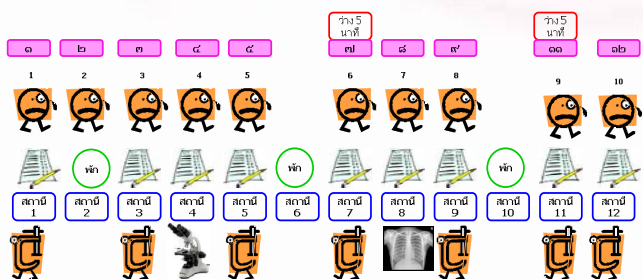 ว่าง 5
นาที
ว่าง 5
นาที
๑ ๒ ๓ ๔ ๕ ๗ ๘ ๙ ๑๑ ๑๒
1 2 3 4 5 6 7 8 9 10
พัก พัก พัก
สถานี สถานี สถานี สถานี สถานี สถานี สถานี สถานี สถานี สถานี สถานี สถานี
1 2 3 4 5 6 7 8 9 10 11 12